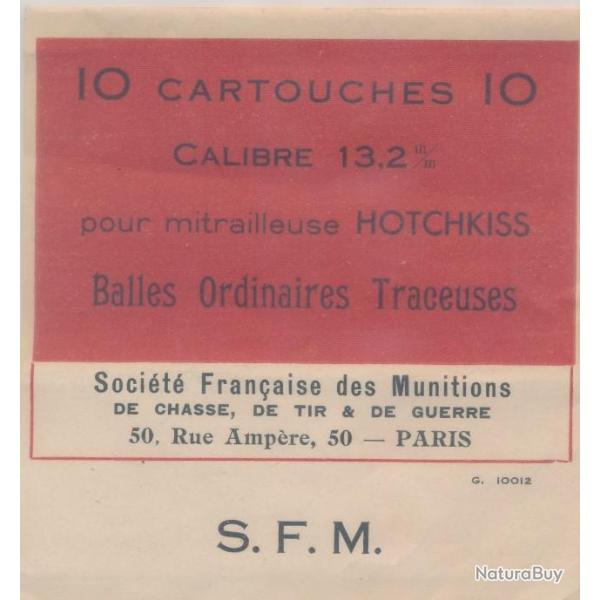 10 CARTOUCHES 10
CALIBRE 13,2 m/m
pour mitrailleuse HOTCHKISS
Balles Ordinaires Traceuses
Société Française des Munitions
DE CHASSE, DE TIR & DE GUERRE
50, Rue Ampère, 50 — PARIS
G. 10012
S. F. M.
NaturaBuy